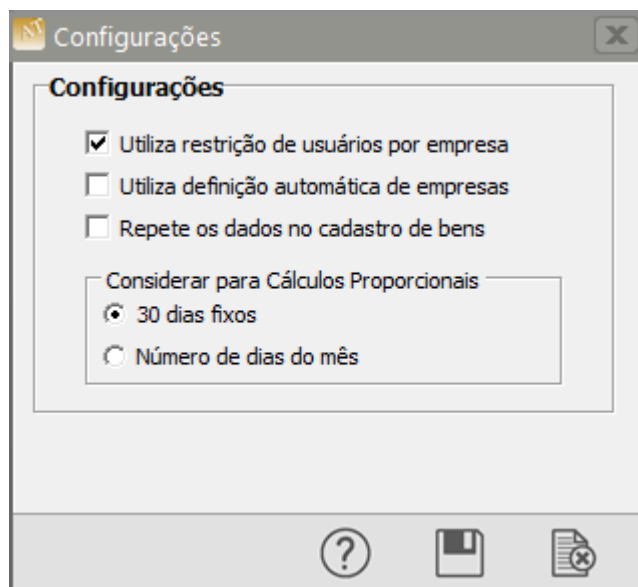 Configurações
Configurações
Utiliza restrição de usuários por empresa
Utiliza definição automática de empresas
Repete os dados no cadastro de bens
Considerar para Cálculos Proporcionais
30 dias fixos
Número de dias do mês